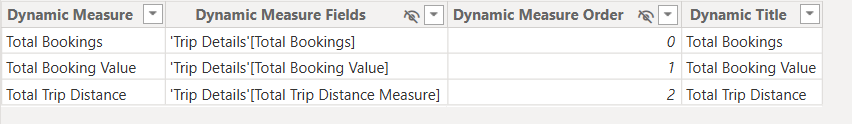 Dynamic Measure Dynamic Measure Fields Dynamic Measure Order Dynamic Title
Total Bookings 'Trip Details'[Total Bookings] 0 Total Bookings
Total Booking Value 'Trip Details'[Total Booking Value] 1 Total Booking Value
Total Trip Distance 'Trip Details'[Total Trip Distance Measure] 2 Total Trip Distance